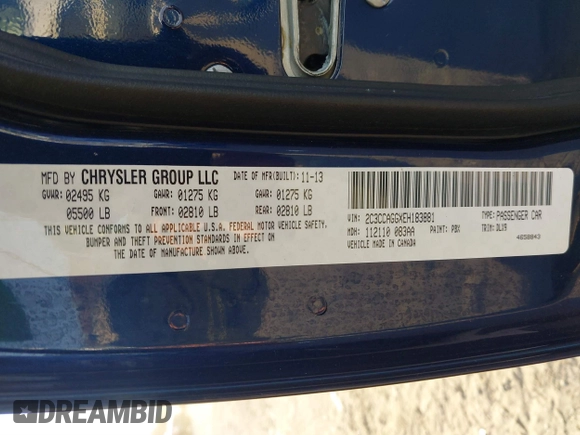 MFD BY CHRYSLER GROUP LLC DATE OF MFR(BUILT): 11-13
GVWR: 02495 KG GAWR: 01275 KG GAWR: 01275 KG
05500 LB FRONT: 02810 LB REAR: 02810 LB
THIS VEHICLE CONFORMS TO ALL APPLICABLE U.S.A. FEDERAL MOTOR VEHICLE SAFETY,
BUMPER AND THEFT PREVENTION STANDARDS IN EFFECT ON
THE DATE OF MANUFACTURE SHOWN ABOVE.
VIN: 2C3CCAGGXEH183881 TYPE: PASSENGER CAR
MDH: 112110 083AA PAINT: PBX TRIM: DLX9
VEHICLE MADE IN CANADA 
DREAMBID